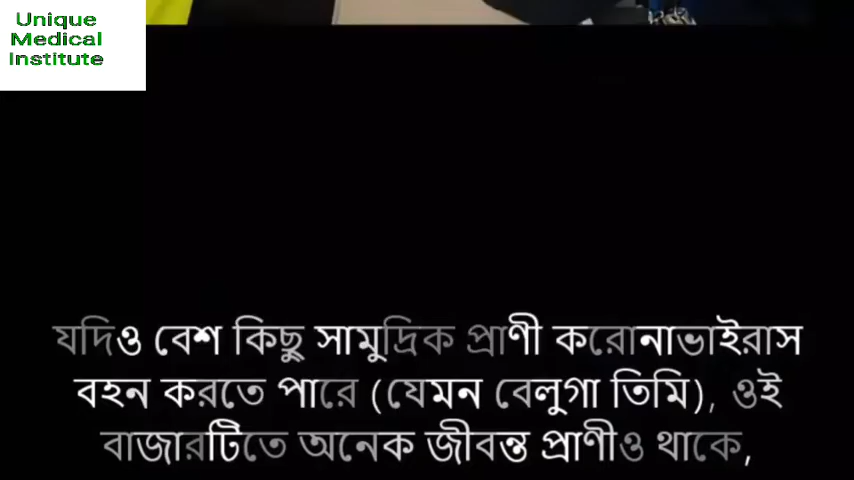 Unique
Medical
Institute
যদিও বেশ কিছু সামুদ্রিক প্রাণী করোনাভাইরাস
বহন করতে পারে (যেমন বেলুগা তিমি), ওই
বাজারটিতে অনেক জীবন্ত প্রাণীও থাকে,